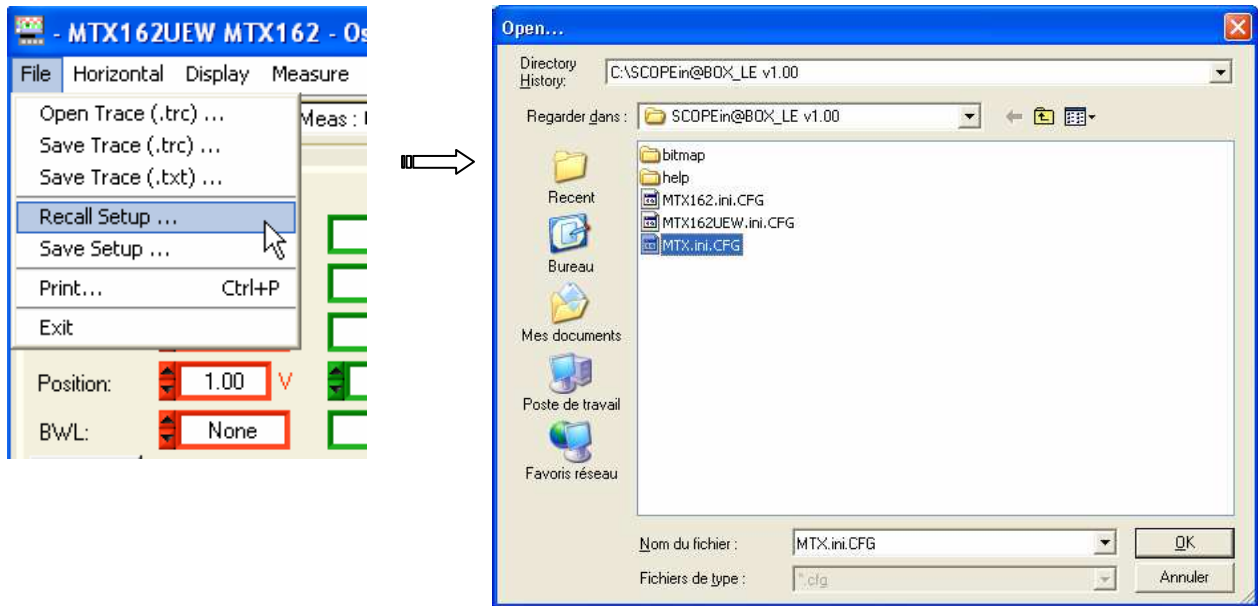 - MTX162UEW MTX162 - Os
File Horizontal Display Measure
Open Trace (.trc) ...
Save Trace (.trc) ...
Save Trace (.txt) ...
Recall Setup ...
Save Setup ...
Print... Ctrl+P
Exit
Meas :
Position: 1.00 V
BWL: None
Open...
Directory History: C:\SCOPEin@BOX_LE v1.00
Regarder dans : SCOPEin@BOX_LE v1.00
Recent
Bureau
Mes documents
Poste de travail
Favoris réseau
bitmap
help
MTX162.ini.CFG
MTX162UEW.ini.CFG
MTX.ini.CFG
Nom du fichier : MTX.ini.CFG OK
Fichiers de type : *.cfg Annuler